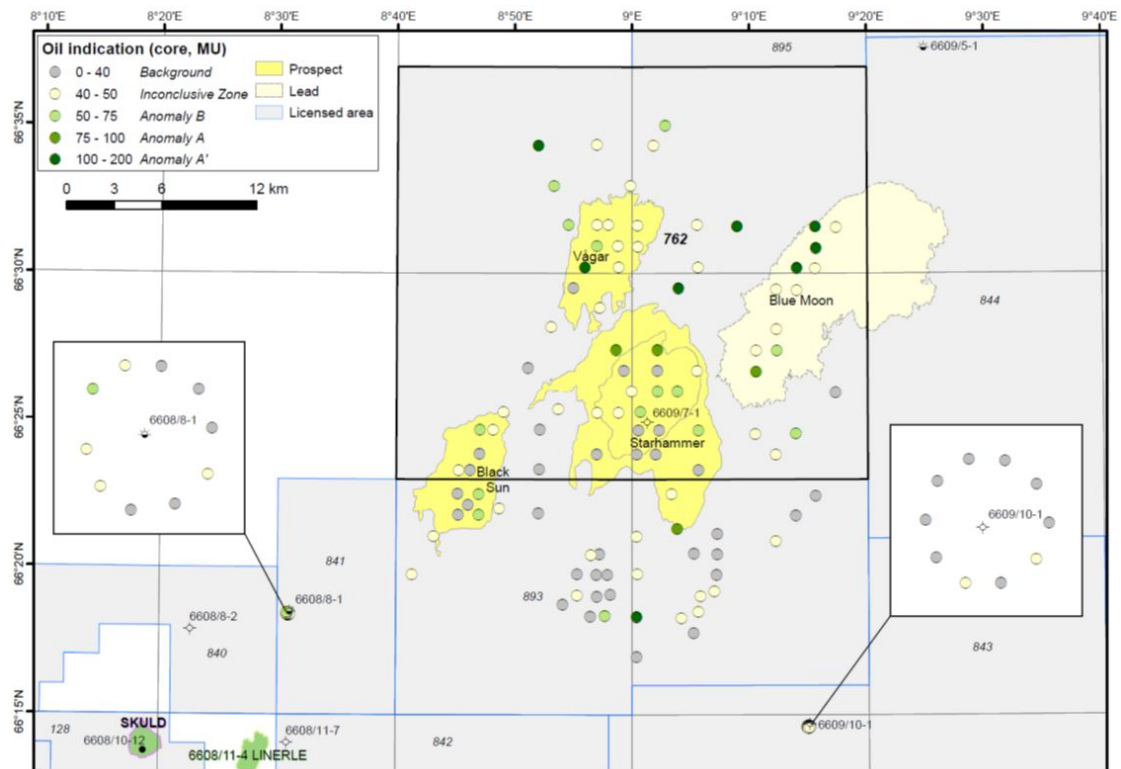 8°10'E 8°20'E 8°30'E 8°40'E 8°50'E 9°E 9°10'E 9°20'E 9°30'E 9°40'E
Oil indication (core, MU)
0 - 40 Background
40 - 50 Inconclusive Zone
50 - 75 Anomaly B
75 - 100 Anomaly A
100 - 200 Anomaly A'
Prospect
Lead
Licensed area
0 3 6 12 km
895
6609/5-1
66°35'N
762
Vågar
66°30'N
Blue Moon
844
6608/8-1
66°25'N
6609/7-1
Starhammer
Black
Sun
6609/10-1
66°20'N
841
6608/8-1
893
6608/8-2
840
843
66°15'N
6609/10-1
128
SKULD
6608/10-12
6608/11-7
842
6608/11-4 LINERLE